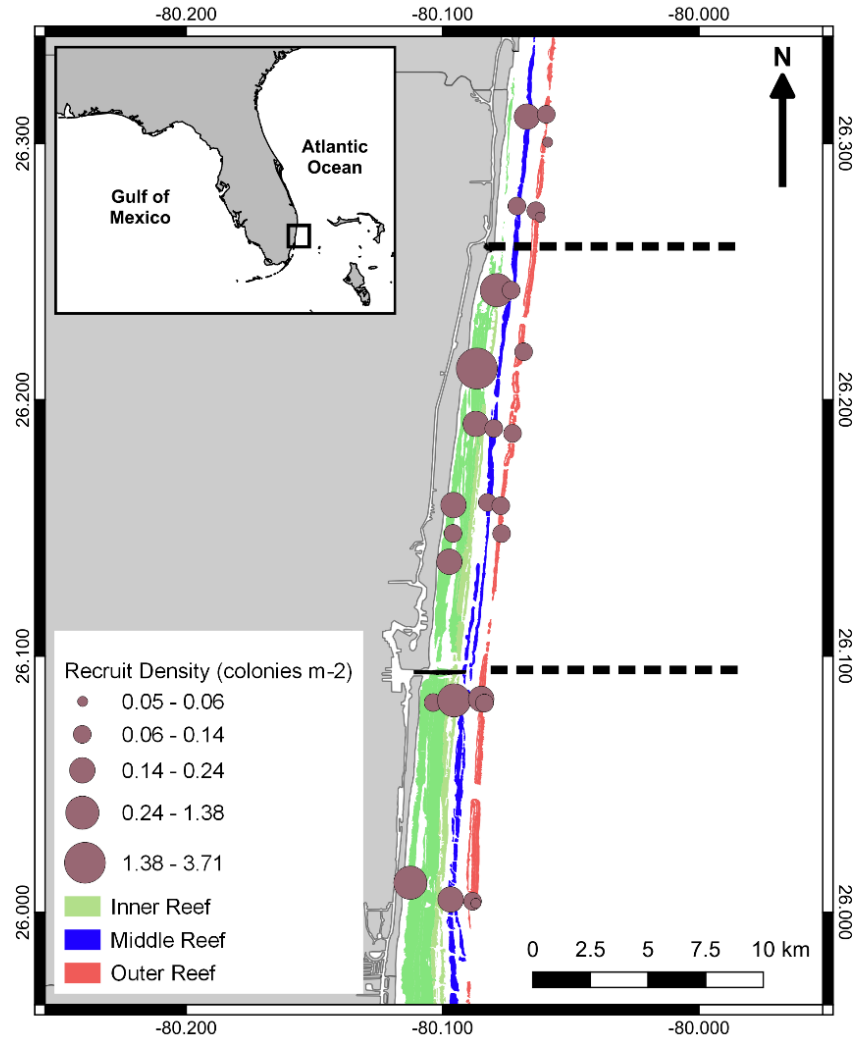 -80.200
-80.100
-80.000
N
26.300
26.300
Atlantic
Ocean
Gulf of
Mexico
26.200
26.200
26.100
26.100
Recruit Density (colonies m-2)
0.05 - 0.06
0.06 - 0.14
0.14 - 0.24
0.24 - 1.38
1.38 - 3.71
Inner Reef
Middle Reef
Outer Reef
26.000
26.000
0 2.5 5 7.5 10 km
-80.200
-80.100
-80.000